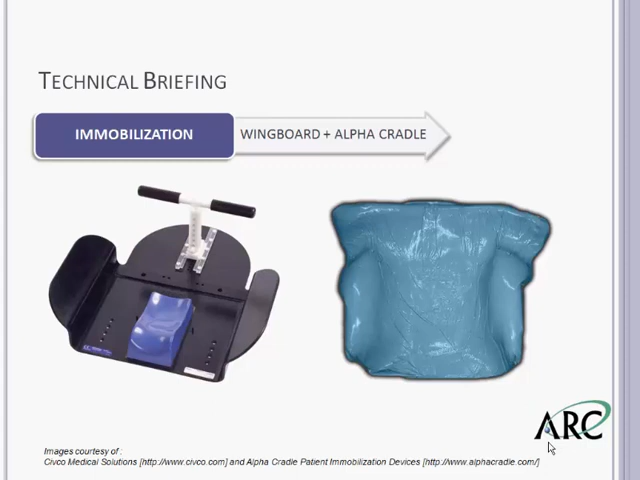 TECHNICAL BRIEFING
IMMOBILIZATION
WINGBOARD + ALPHA CRADLE
ARC
Images courtesy of :
Civco Medical Solutions [http://www.civco.com] and Alpha Cradle Patient Immobilization Devices [http://www.alphacradle.com/]